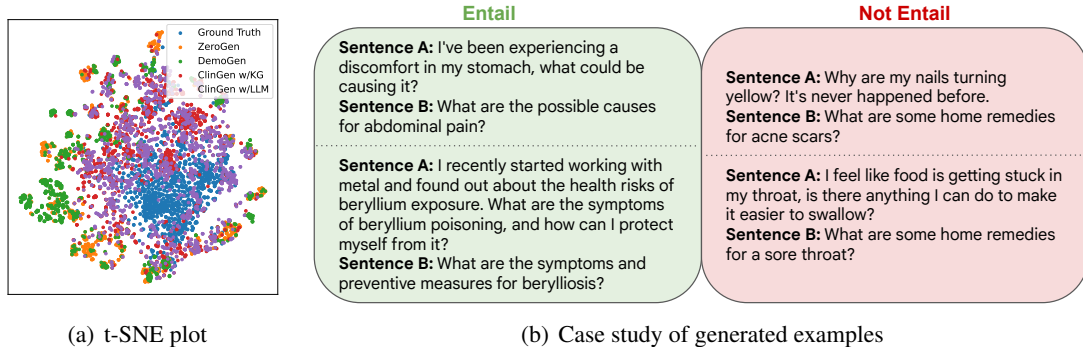 Ground Truth
ZeroGen
DemoGen
ClinGen w/KG
ClinGen w/LLM
(a) t-SNE plot
Entail
Sentence A: I've been experiencing a
discomfort in my stomach, what could be
causing it?
Sentence B: What are the possible causes
for abdominal pain?
Sentence A: I recently started working with
metal and found out about the health risks of
beryllium exposure. What are the symptoms
of beryllium poisoning, and how can I protect
myself from it?
Sentence B: What are the symptoms and
preventive measures for berylliosis?
Not Entail
Sentence A: Why are my nails turning
yellow? It's never happened before.
Sentence B: What are some home remedies
for acne scars?
Sentence A: I feel like food is getting stuck in
my throat, is there anything I can do to make
it easier to swallow?
Sentence B: What are some home remedies
for a sore throat?
(b) Case study of generated examples